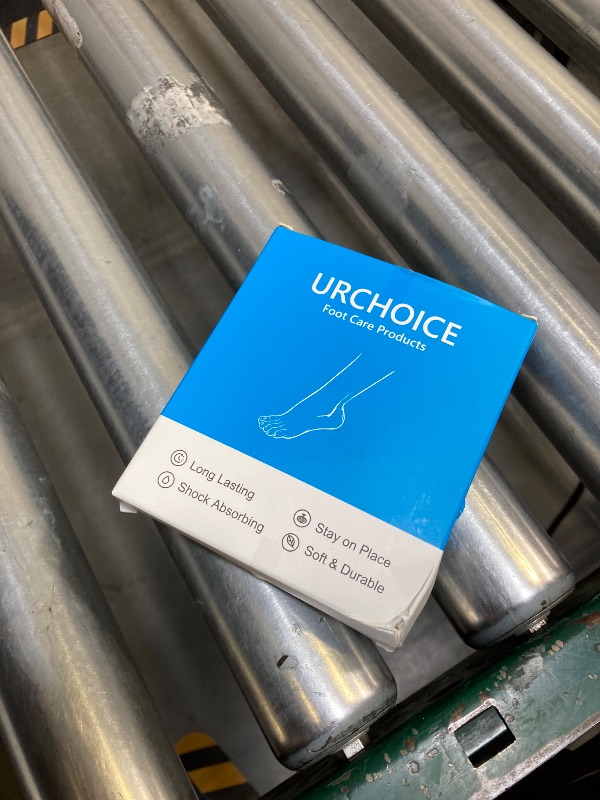 URCHOICE
Foot Care Products
Long Lasting
Shock Absorbing
Stay on Place
Soft & Durable